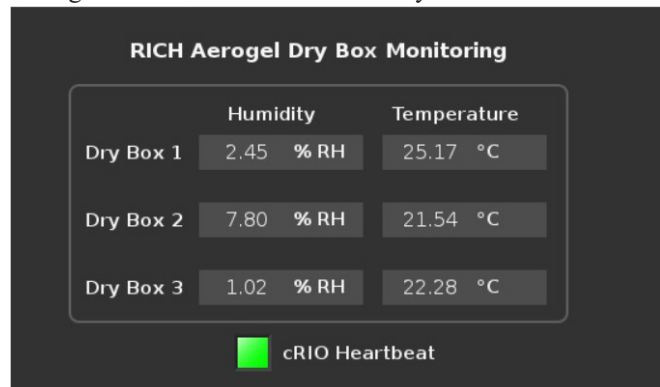 RICH Aerogel Dry Box Monitoring
Humidity Temperature
Dry Box 1 2.45 % RH 25.17 °C
Dry Box 2 7.80 % RH 21.54 °C
Dry Box 3 1.02 % RH 22.28 °C
cRIO Heartbeat